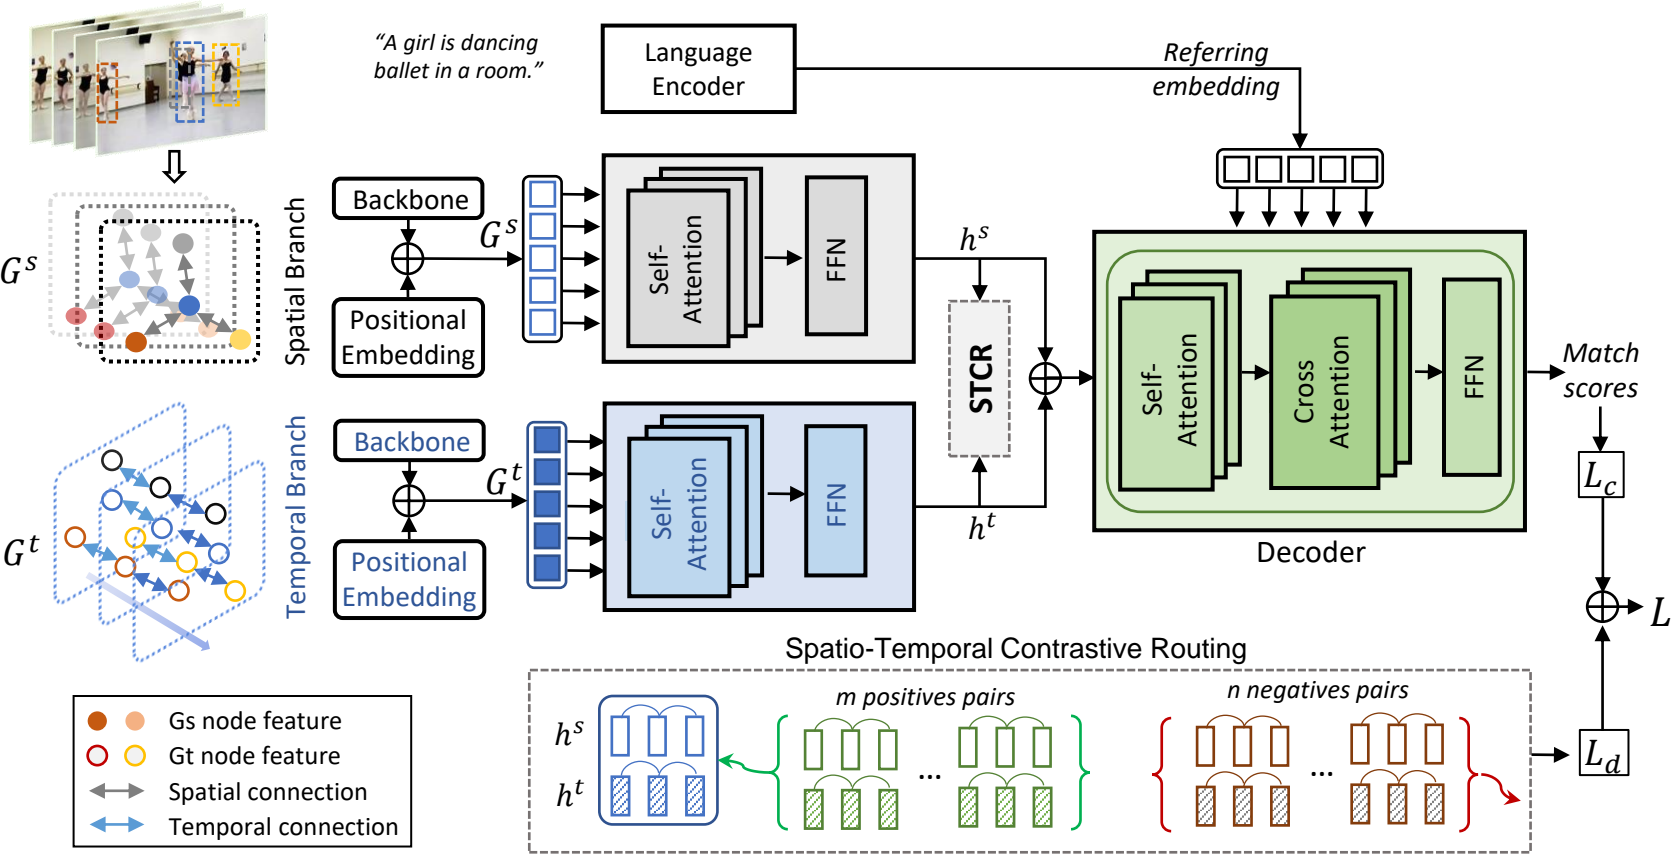 “A girl is dancing
ballet in a room.”
Language
Encoder
Referring
embedding
G^s
Spatial Branch
Backbone
Positional
Embedding
G^s
Self-
Attention
FFN
h^s
STCR
h^t
Self-
Attention
Cross
Attention
FFN
Decoder
Match
scores
L_c
L
L_d
G^t
Temporal Branch
Backbone
Positional
Embedding
G^t
Self-
Attention
FFN
Spatio-Temporal Contrastive Routing
m positives pairs
n negatives pairs
h^s
h^t
...
...
Gs node feature
Gt node feature
Spatial connection
Temporal connection